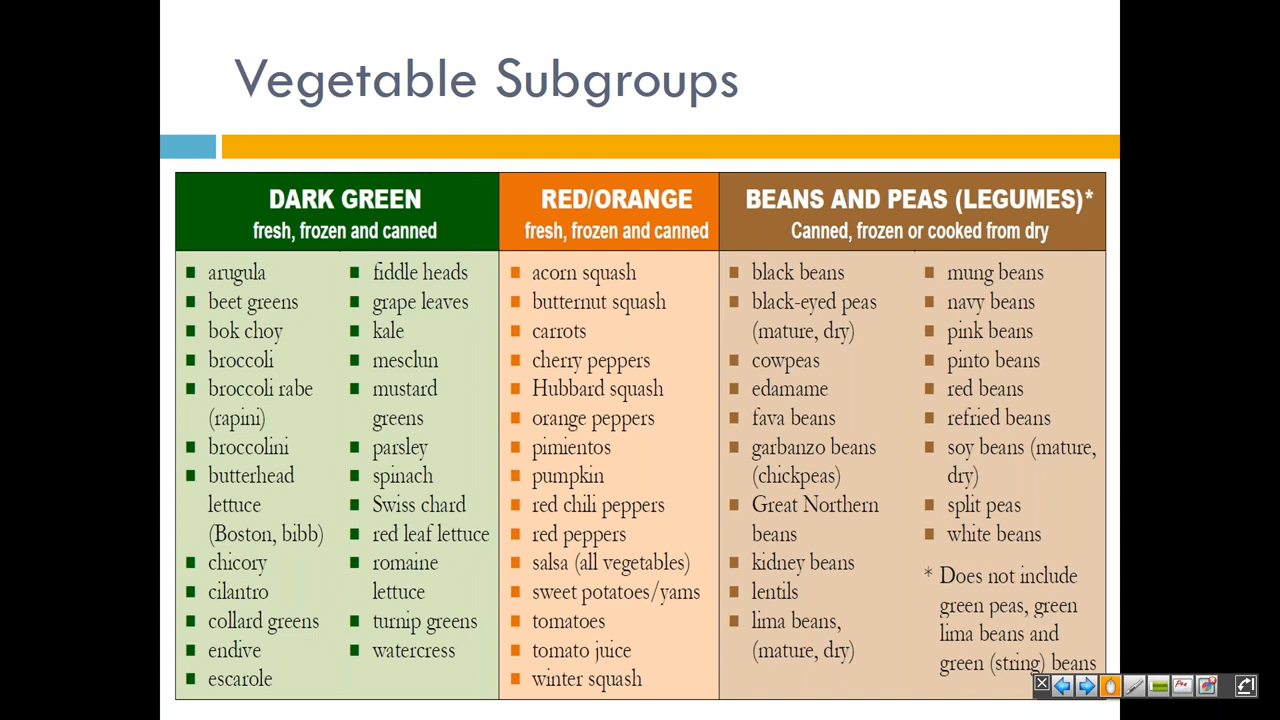 Vegetable Subgroups
DARK GREEN
fresh, frozen and canned
arugula
beet greens
bok choy
broccoli
broccoli rabe
(rapini)
broccolini
butterhead
lettuce
(Boston, bibb)
chicory
cilantro
collard greens
endive
escarole
fiddle heads
grape leaves
kale
mesclun
mustard
greens
parsley
spinach
Swiss chard
red leaf lettuce
romaine
lettuce
turnip greens
watercress
RED/ORANGE
fresh, frozen and canned
acorn squash
butternut squash
carrots
cherry peppers
Hubbard squash
orange peppers
pimientos
pumpkin
red chili peppers
red peppers
salsa (all vegetables)
sweet potatoes/yams
tomatoes
tomato juice
winter squash
BEANS AND PEAS (LEGUMES)*
Canned, frozen or cooked from dry
black beans
black-eyed peas
(mature, dry)
cowpeas
edamame
fava beans
garbanzo beans
(chickpeas)
Great Northern
beans
kidney beans
lentils
lima beans,
(mature, dry)
mung beans
navy beans
pink beans
pinto beans
red beans
refried beans
soy beans (mature,
dry)
split peas
white beans
* Does not include
green peas, green
lima beans and
green (string) beans